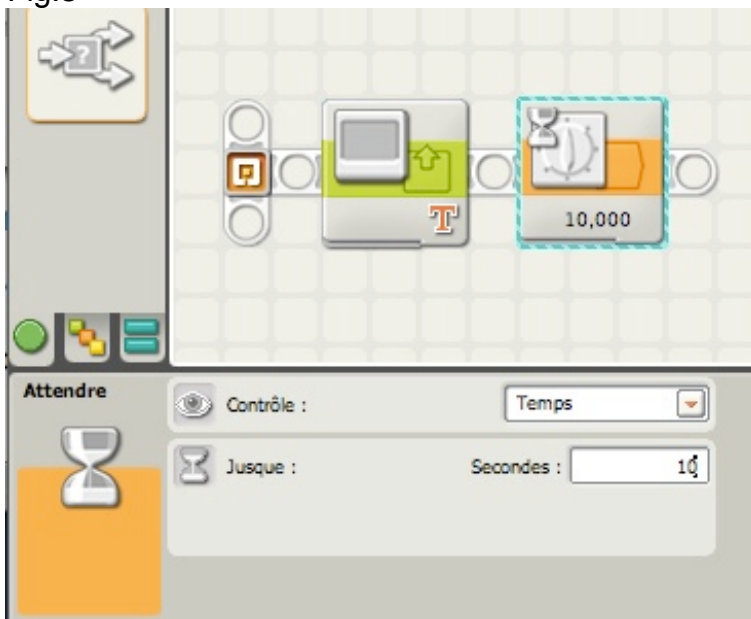 T
10,000
Attendre
Contrôle :
Temps
Jusque :
Secondes :
10